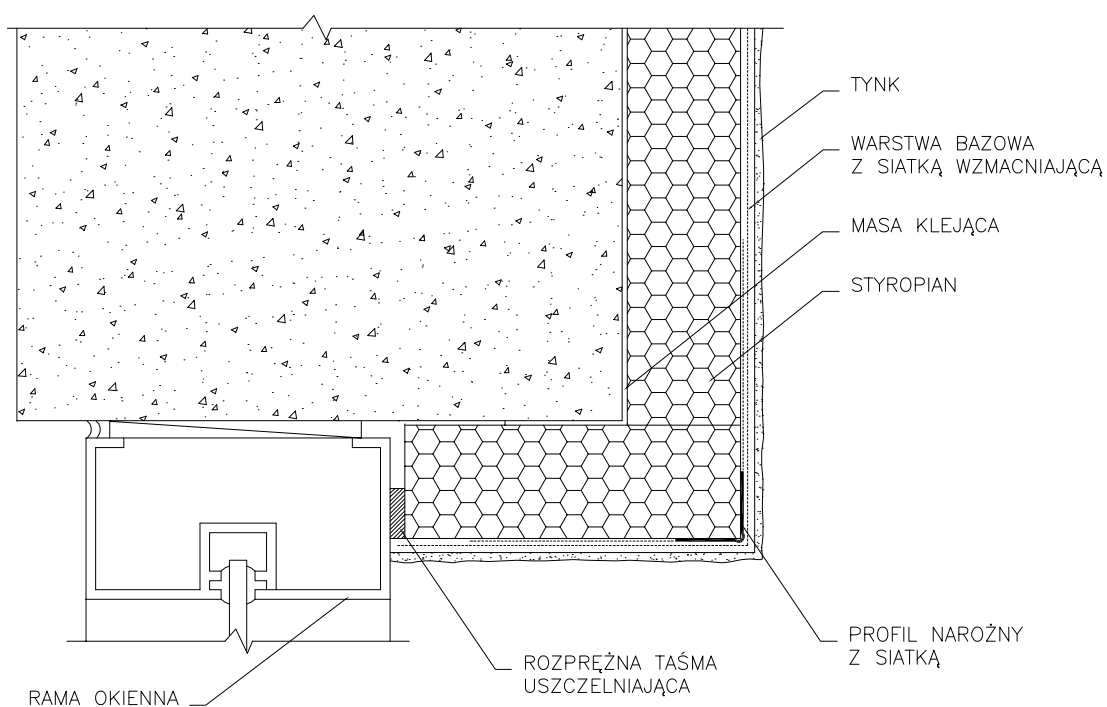 TYNK
WARSTWA BAZOWA
Z SIATKĄ WZMACNIAJĄCĄ
MASA KLEJĄCA
STYROPIAN
PROFIL NAROŻNY
Z SIATKĄ
ROZPRĘŻNA TAŚMA
USZCZELNIAJĄCA
RAMA OKIENNA